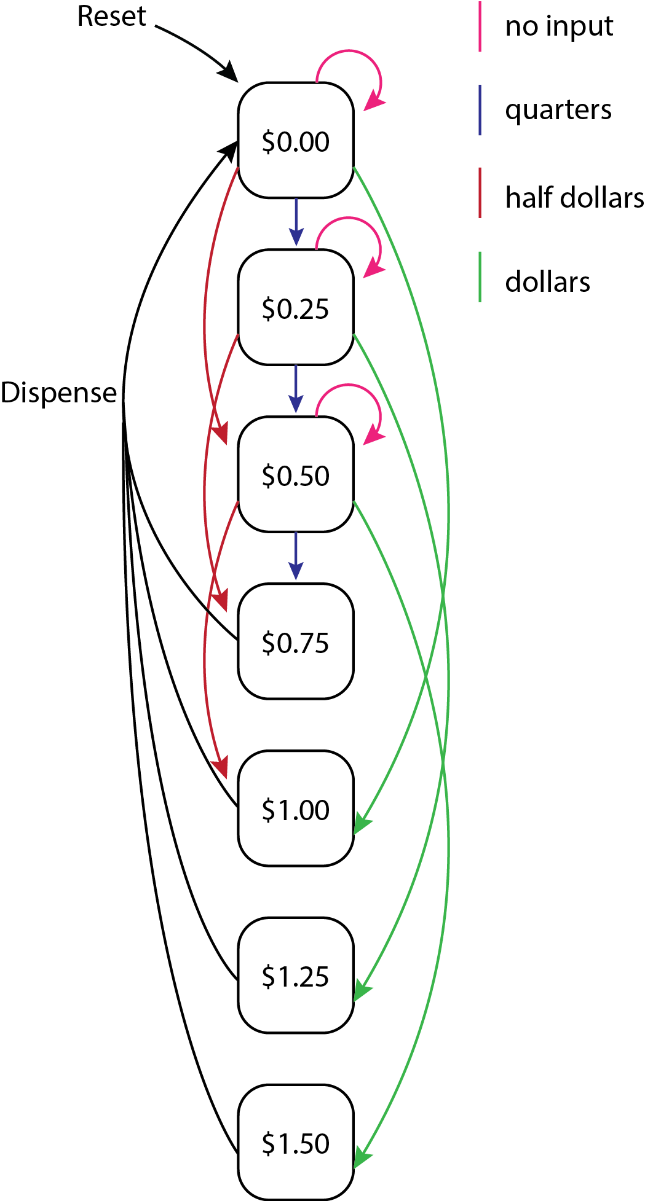 Reset
no input
quarters
half dollars
dollars
$0.00
$0.25
Dispense
$0.50
$0.75
$1.00
$1.25
$1.50